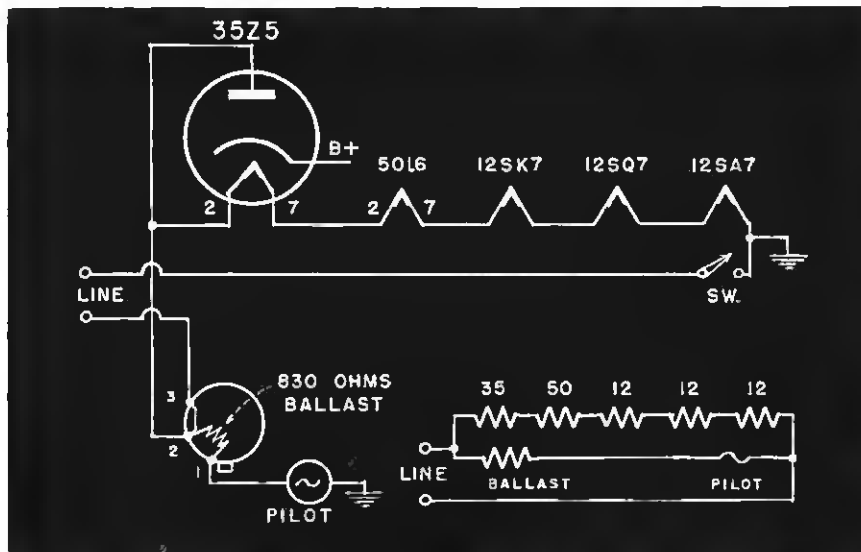 35Z5
B+
50L6 12SK7 12SQ7 12SA7
2 7 2 7
LINE
SW.
3
830 OHMS
BALLAST
2
1
PILOT
35 50 12 12 12
LINE
BALLAST PILOT